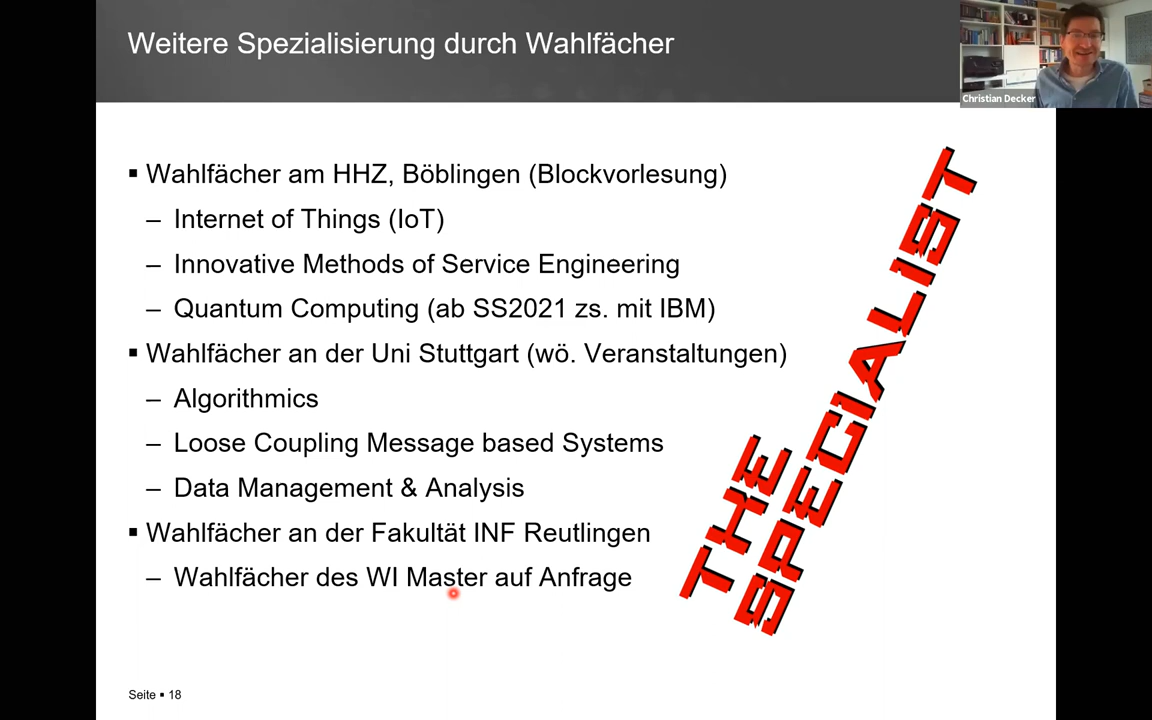 Weitere Spezialisierung durch Wahlfächer
Christian Decker
▪ Wahlfächer am HHZ, Böblingen (Blockvorlesung)
– Internet of Things (IoT)
– Innovative Methods of Service Engineering
– Quantum Computing (ab SS2021 zs. mit IBM)
▪ Wahlfächer an der Uni Stuttgart (wö. Veranstaltungen)
– Algorithmics
– Loose Coupling Message based Systems
– Data Management & Analysis
▪ Wahlfächer an der Fakultät INF Reutlingen
– Wahlfächer des WI Master auf Anfrage
THE
SPECIALIST
Seite ▪ 18